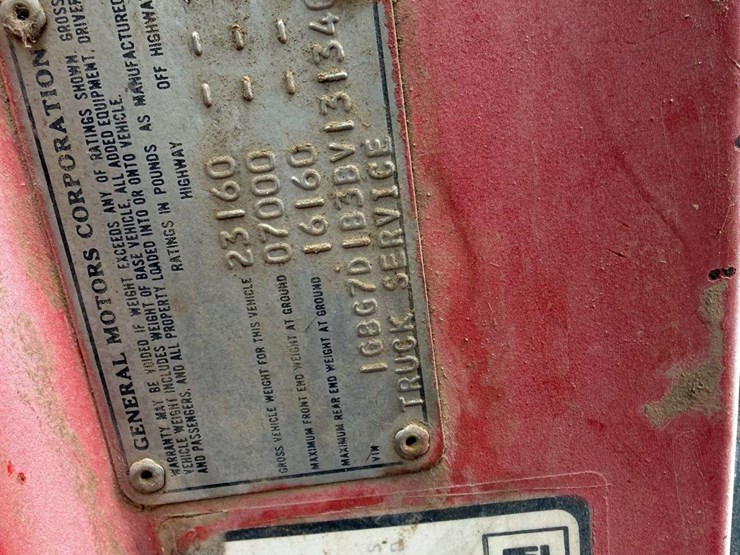 GENERAL MOTORS CORPORATION
WARRANTY MAY BE VOIDED IF WEIGHT EXCEEDS ANY OF RATINGS SHOWN GROSS
VEHICLE WEIGHT INCLUDES WEIGHT OF BASE VEHICLE, ALL ADDED EQUIPMENT, DRIVER
AND PASSENGERS, AND ALL PROPERTY LOADED INTO OR ONTO VEHICLE.
RATINGS IN POUNDS AS MANUFACTURED
HIGHWAY OFF HIGHWAY
GROSS VEHICLE WEIGHT FOR THIS VEHICLE 23160 - -
MAXIMUM FRONT END WEIGHT AT GROUND 07000 - -
MAXIMUM REAR END WEIGHT AT GROUND 16160 - -
VIN 1GBG7D1B3BV13134
TRUCK SERVICE